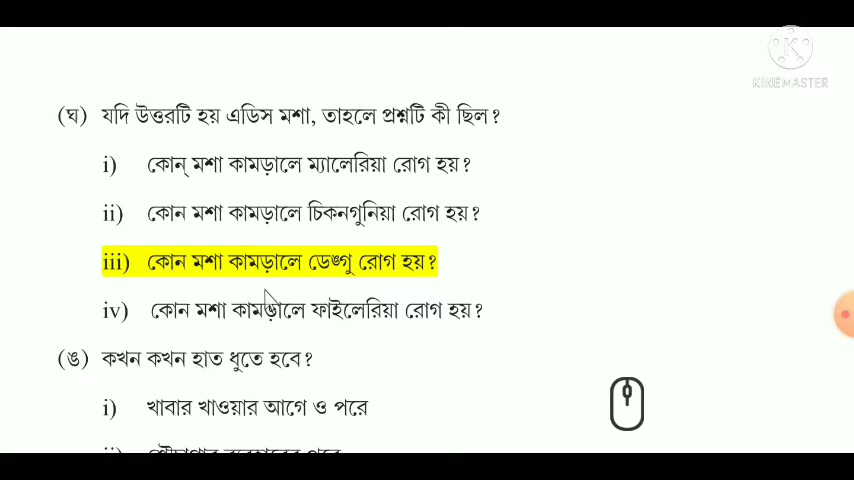 KINEMASTER
(ঘ) যদি উত্তরটি হয় এডিস মশা, তাহলে প্রশ্নটি কী ছিল?
i) কোন্ মশা কামড়ালে ম্যালেরিয়া রোগ হয়?
ii) কোন মশা কামড়ালে চিকনগুনিয়া রোগ হয়?
iii) কোন মশা কামড়ালে ডেঙ্গু রোগ হয়?
iv) কোন মশা কামড়ালে ফাইলেরিয়া রোগ হয়?
(ঙ) কখন কখন হাত ধুতে হবে?
i) খাবার খাওয়ার আগে ও পরে